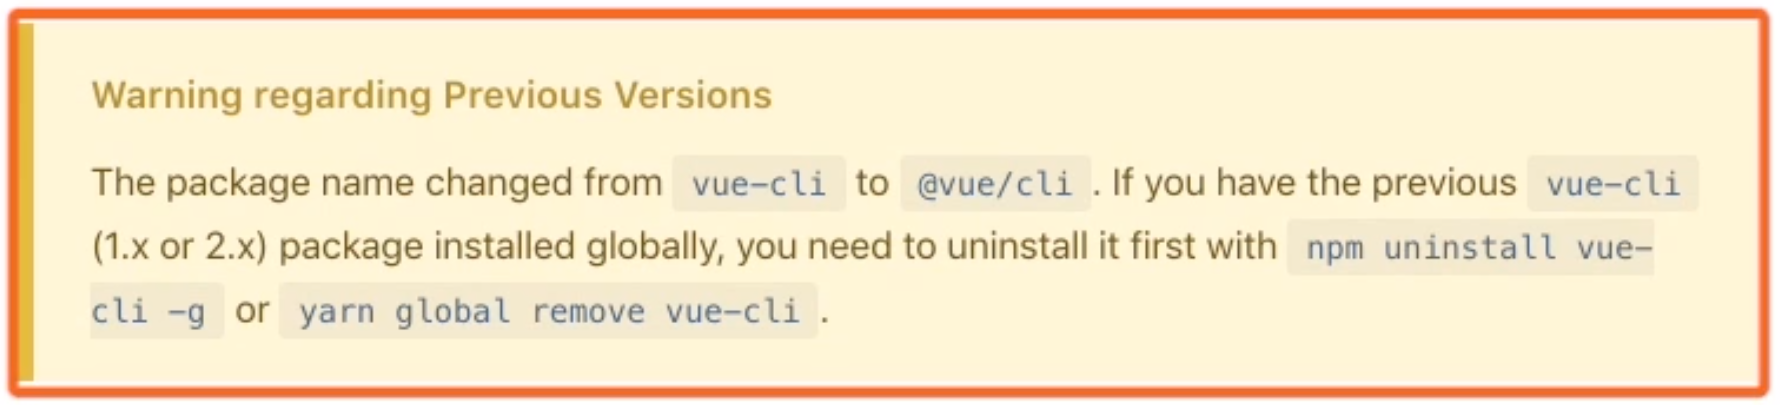 Warning regarding Previous Versions
The package name changed from vue-cli to @vue/cli . If you have the previous vue-cli
(1.x or 2.x) package installed globally, you need to uninstall it first with npm uninstall vue-
cli -g or yarn global remove vue-cli .